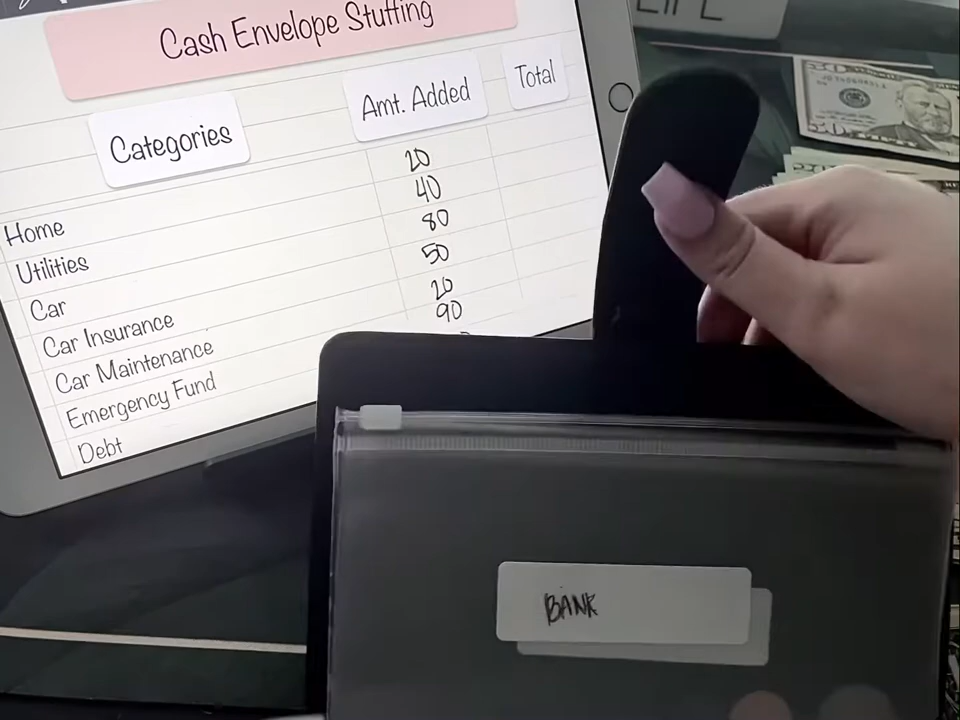 Cash Envelope Stuffing
Categories Amt. Added Total
Home 20
Utilities 40
Car 80
Car Insurance 50
Car Maintenance 20
Emergency Fund 90
Debt
BANK